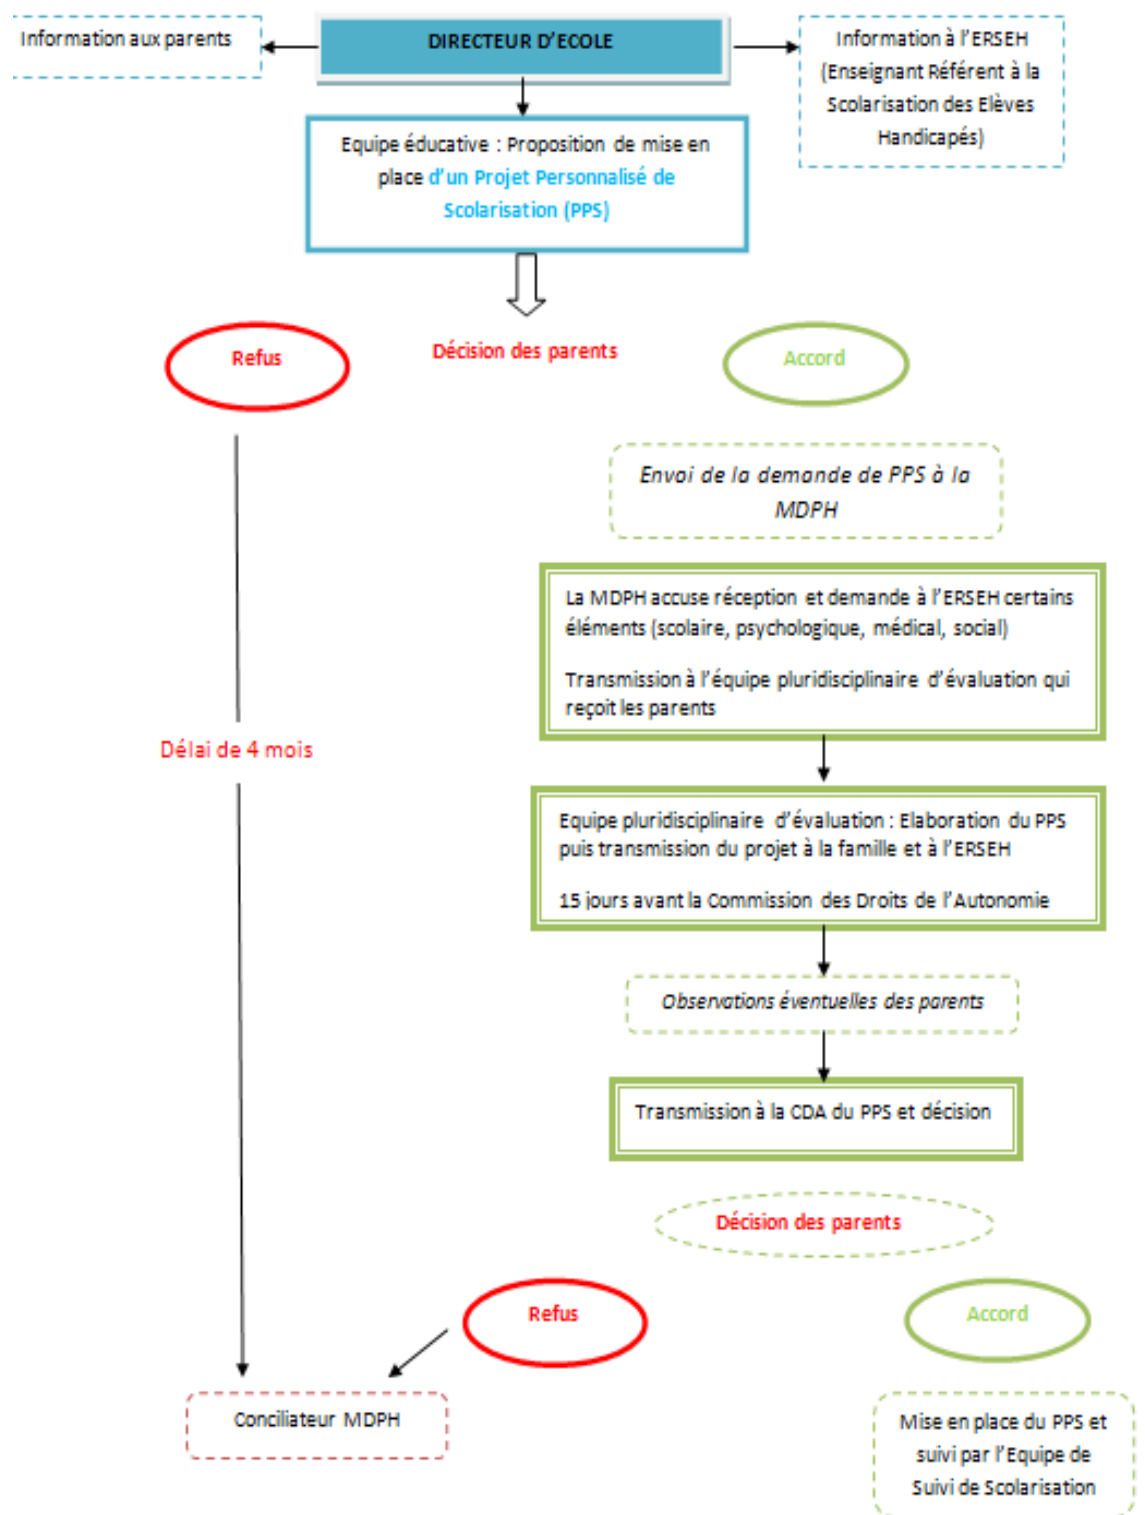 Information aux parents
DIRECTEUR D'ECOLE
Information à l'ERSEH
(Enseignant Référent à la
Scolarisation des Elèves
Handicapés)
Equipe éducative : Proposition de mise en
place d'un Projet Personnalisé de
Scolarisation (PPS)
Refus
Décision des parents
Accord
Envoi de la demande de PPS à la
MDPH
La MDPH accuse réception et demande à l'ERSEH certains
éléments (scolaire, psychologique, médical, social)
Transmission à l'équipe pluridisciplinaire d'évaluation qui
reçoit les parents
Délai de 4 mois
Equipe pluridisciplinaire d'évaluation : Elaboration du PPS
puis transmission du projet à la famille et à l'ERSEH
15 jours avant la Commission des Droits de l'Autonomie
Observations éventuelles des parents
Transmission à la CDA du PPS et décision
Décision des parents
Refus
Accord
Conciliateur MDPH
Mise en place du PPS et
suivi par l'Equipe de
Suivi de Scolarisation